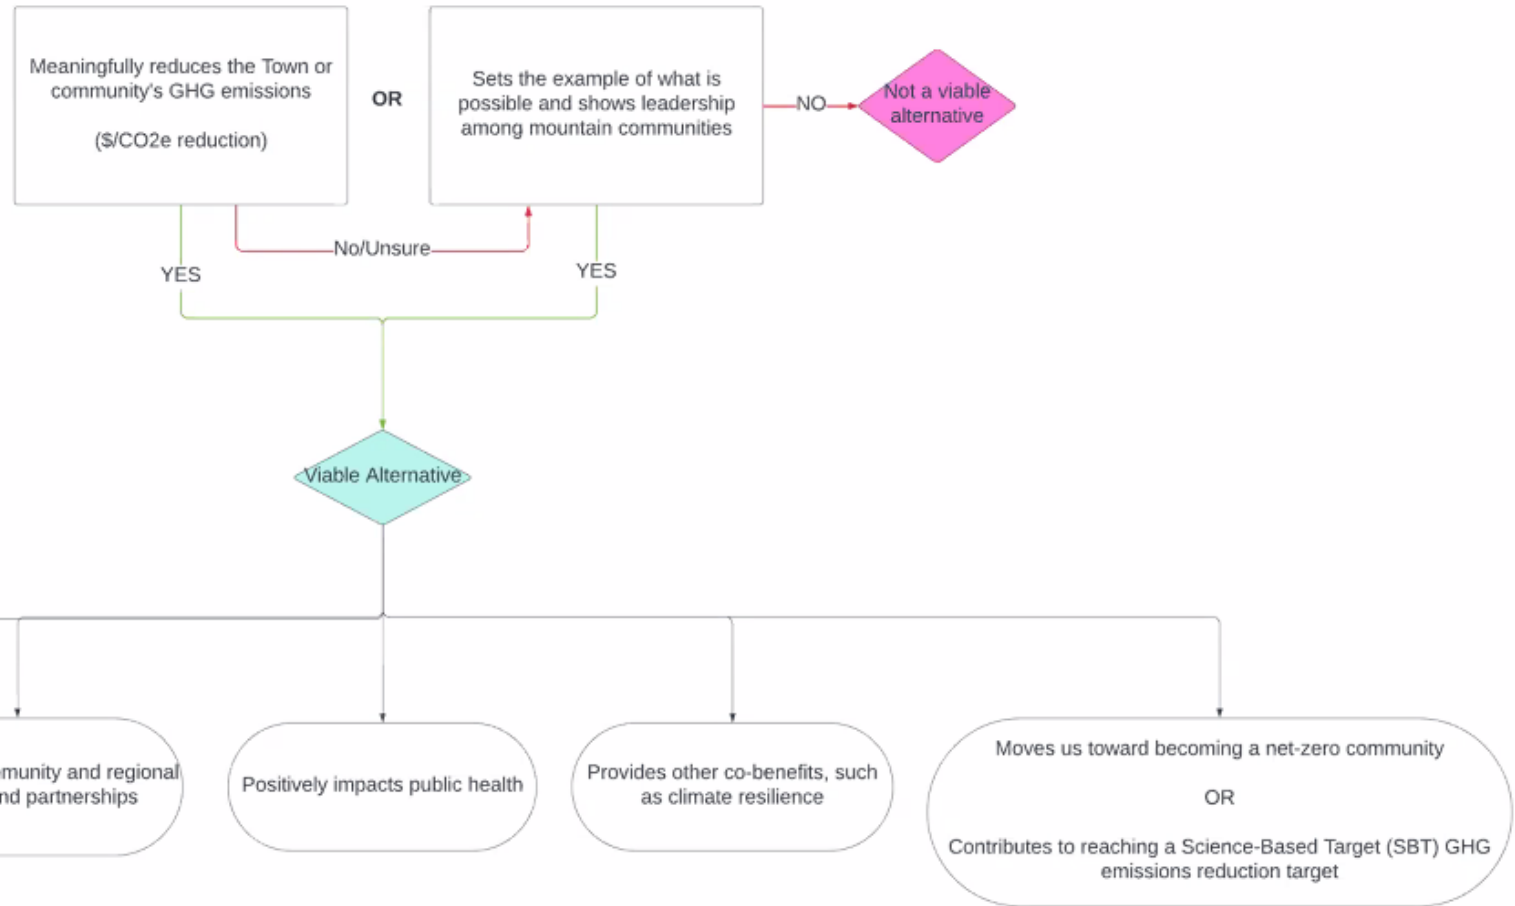 Meaningfully reduces the Town or
community's GHG emissions
($/CO2e reduction)
OR
Sets the example of what is
possible and shows leadership
among mountain communities
NO
Not a viable
alternative
No/Unsure
YES
YES
Viable Alternative
and regional
partnerships
Positively impacts public health
Provides other co-benefits, such
as climate resilience
Moves us toward becoming a net-zero community
OR
Contributes to reaching a Science-Based Target (SBT) GHG
emissions reduction target